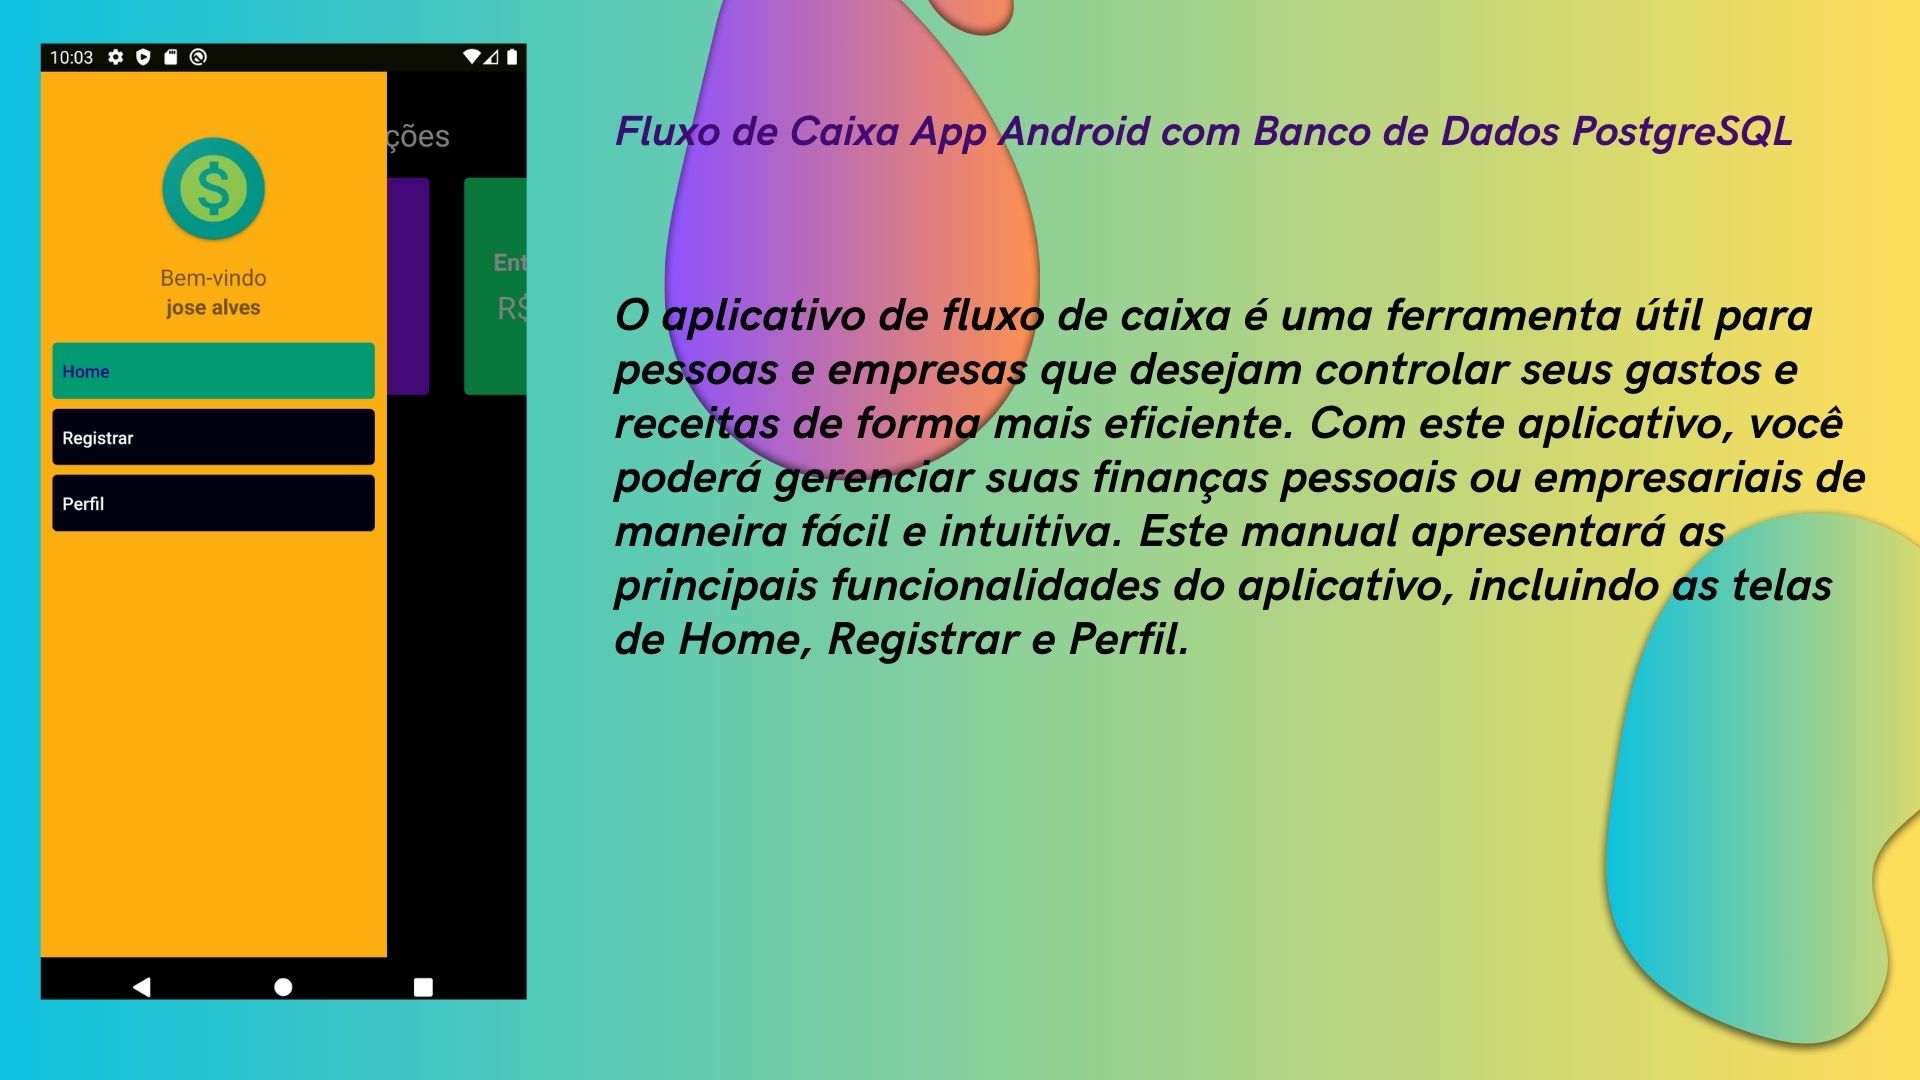 10:03
ções
Bem-vindo
jose alves
Ent
R$
Home
Registrar
Perfil
Fluxo de Caixa App Android com Banco de Dados PostgreSQL
O aplicativo de fluxo de caixa é uma ferramenta útil para
pessoas e empresas que desejam controlar seus gastos e
receitas de forma mais eficiente. Com este aplicativo, você
poderá gerenciar suas finanças pessoais ou empresariais de
maneira fácil e intuitiva. Este manual apresentará as
principais funcionalidades do aplicativo, incluindo as telas
de Home, Registrar e Perfil.